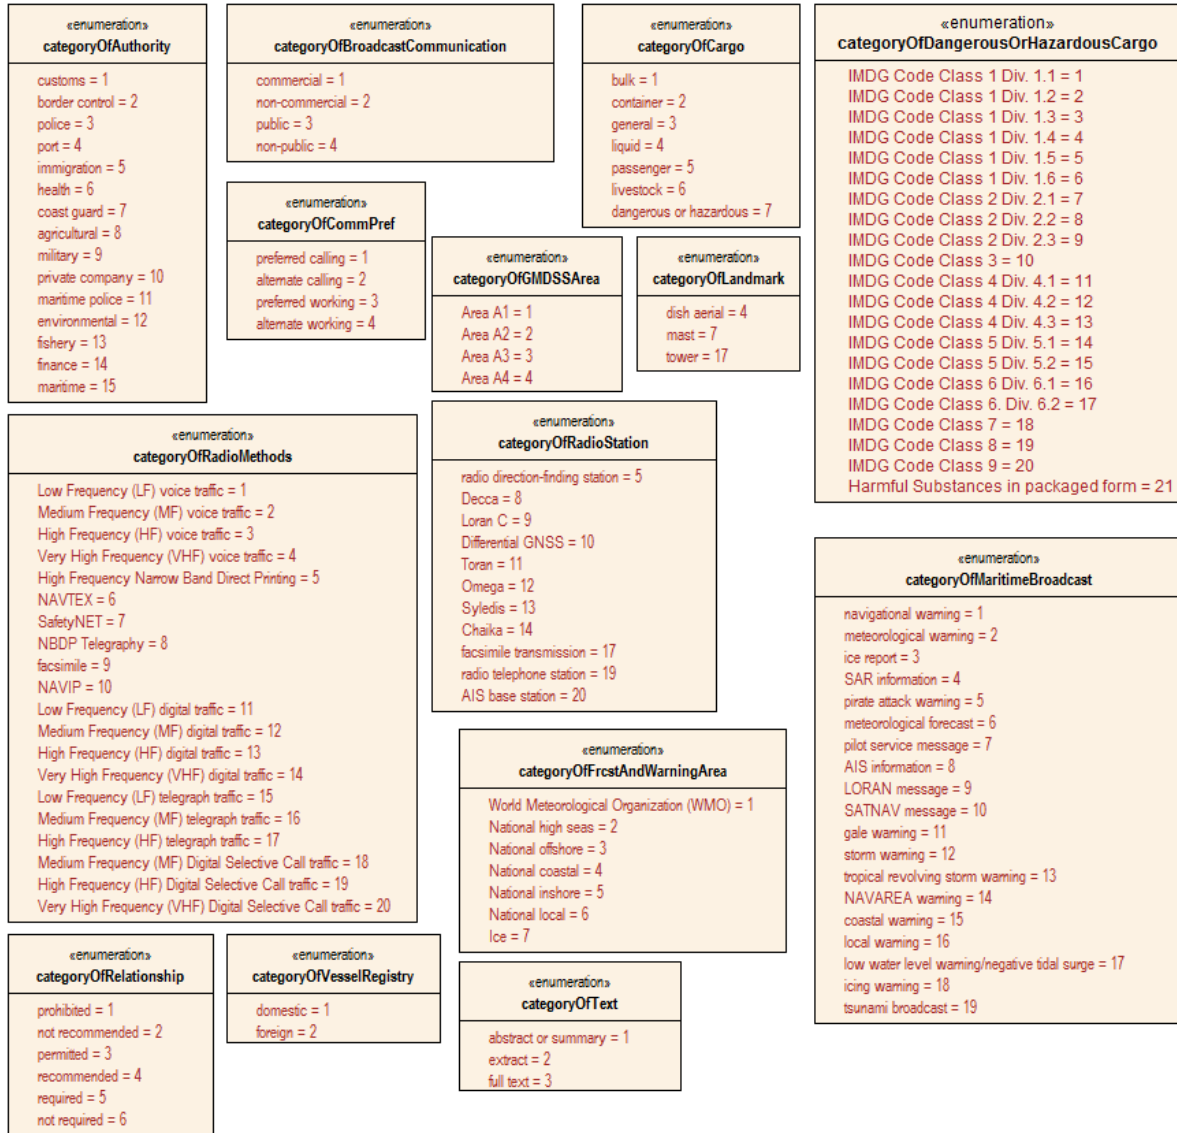 «enumeration»
categoryOfAuthority
customs = 1
border control = 2
police = 3
port = 4
immigration = 5
health = 6
coast guard = 7
agricultural = 8
military = 9
private company = 10
maritime police = 11
environmental = 12
fishery = 13
finance = 14
maritime = 15
«enumeration»
categoryOfBroadcastCommunication
commercial = 1
non-commercial = 2
public = 3
non-public = 4
«enumeration»
categoryOfCargo
bulk = 1
container = 2
general = 3
liquid = 4
passenger = 5
livestock = 6
dangerous or hazardous = 7
«enumeration»
categoryOfDangerousOrHazardousCargo
IMDG Code Class 1 Div. 1.1 = 1
IMDG Code Class 1 Div. 1.2 = 2
IMDG Code Class 1 Div. 1.3 = 3
IMDG Code Class 1 Div. 1.4 = 4
IMDG Code Class 1 Div. 1.5 = 5
IMDG Code Class 1 Div. 1.6 = 6
IMDG Code Class 2 Div. 2.1 = 7
IMDG Code Class 2 Div. 2.2 = 8
IMDG Code Class 2 Div. 2.3 = 9
IMDG Code Class 3 = 10
IMDG Code Class 4 Div. 4.1 = 11
IMDG Code Class 4 Div. 4.2 = 12
IMDG Code Class 4 Div. 4.3 = 13
IMDG Code Class 5 Div. 5.1 = 14
IMDG Code Class 5 Div. 5.2 = 15
IMDG Code Class 6 Div. 6.1 = 16
IMDG Code Class 6. Div. 6.2 = 17
IMDG Code Class 7 = 18
IMDG Code Class 8 = 19
IMDG Code Class 9 = 20
Harmful Substances in packaged form = 21
«enumeration»
categoryOfCommPref
preferred calling = 1
alternate calling = 2
preferred working = 3
alternate working = 4
«enumeration»
categoryOfGMDSSArea
Area A1 = 1
Area A2 = 2
Area A3 = 3
Area A4 = 4
«enumeration»
categoryOfLandmark
dish aerial = 4
mast = 7
tower = 17
«enumeration»
categoryOfRadioMethods
Low Frequency (LF) voice traffic = 1
Medium Frequency (MF) voice traffic = 2
High Frequency (HF) voice traffic = 3
Very High Frequency (VHF) voice traffic = 4
High Frequency Narrow Band Direct Printing = 5
NAVTEX = 6
SafetyNET = 7
NBDP Telegraphy = 8
facsimile = 9
NAVIP = 10
Low Frequency (LF) digital traffic = 11
Medium Frequency (MF) digital traffic = 12
High Frequency (HF) digital traffic = 13
Very High Frequency (VHF) digital traffic = 14
Low Frequency (LF) telegraph traffic = 15
Medium Frequency (MF) telegraph traffic = 16
High Frequency (HF) telegraph traffic = 17
Medium Frequency (MF) Digital Selective Call traffic = 18
High Frequency (HF) Digital Selective Call traffic = 19
Very High Frequency (VHF) Digital Selective Call traffic = 20
«enumeration»
categoryOfRadioStation
radio direction-finding station = 5
Decca = 8
Loran C = 9
Differential GNSS = 10
Toran = 11
Omega = 12
Syledis = 13
Chaika = 14
facsimile transmission = 17
radio telephone station = 19
AIS base station = 20
«enumeration»
categoryOfMaritimeBroadcast
navigational warning = 1
meteorological warning = 2
ice report = 3
SAR information = 4
pirate attack warning = 5
meteorological forecast = 6
pilot service message = 7
AIS information = 8
LORAN message = 9
SATNAV message = 10
gale warning = 11
storm warning = 12
tropical revolving storm warning = 13
NAVAREA warning = 14
coastal warning = 15
local warning = 16
low water level warning/negative tidal surge = 17
icing warning = 18
tsunami broadcast = 19
«enumeration»
categoryOfFrcstAndWarningArea
World Meteorological Organization (WMO) = 1
National high seas = 2
National offshore = 3
National coastal = 4
National inshore = 5
National local = 6
Ice = 7
«enumeration»
categoryOfRelationship
prohibited = 1
not recommended = 2
permitted = 3
recommended = 4
required = 5
not required = 6
«enumeration»
categoryOfVesselRegistry
domestic = 1
foreign = 2
«enumeration»
categoryOfText
abstract or summary = 1
extract = 2
full text = 3